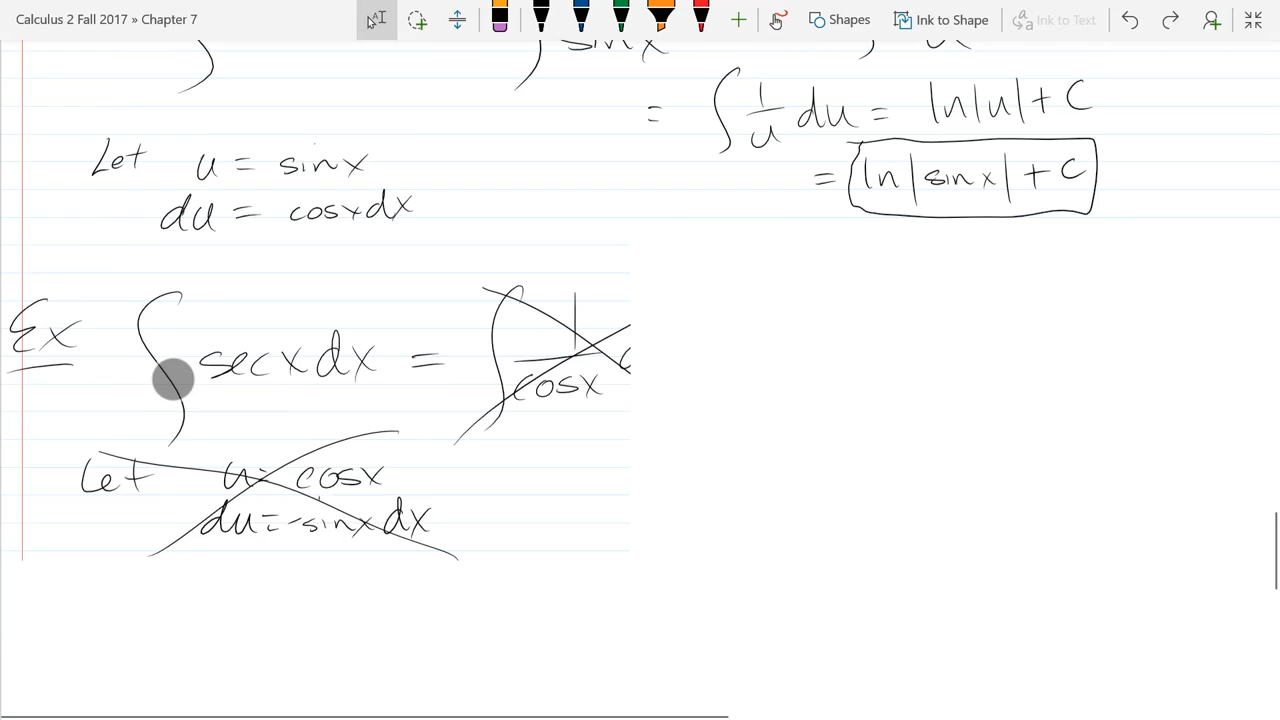 Calculus 2 Fall 2017 » Chapter 7
Shapes
Ink to Shape
Ink to Text
sin x
u
= ∫ 1/u du = ln|u| + C
= ln|sin x| + C
Let u = sin x
du = cos x dx
Ex ∫ sec x dx = ∫ 1/cos x
Let u = cos x
du = -sin x dx